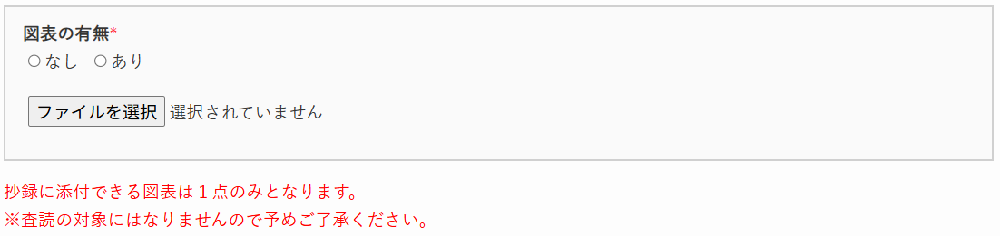 図表の有無*
なし あり
ファイルを選択 選択されていません
抄録に添付できる図表は１点のみとなります。
※査読の対象にはなりませんので予めご了承ください。